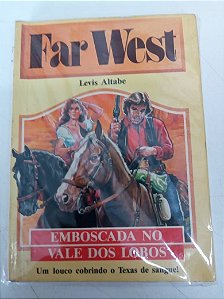 Far West
Levis Altabe
EMBOSCADA NO
VALE DOS LOBOS
Um louco cobrindo o Texas de sangue!